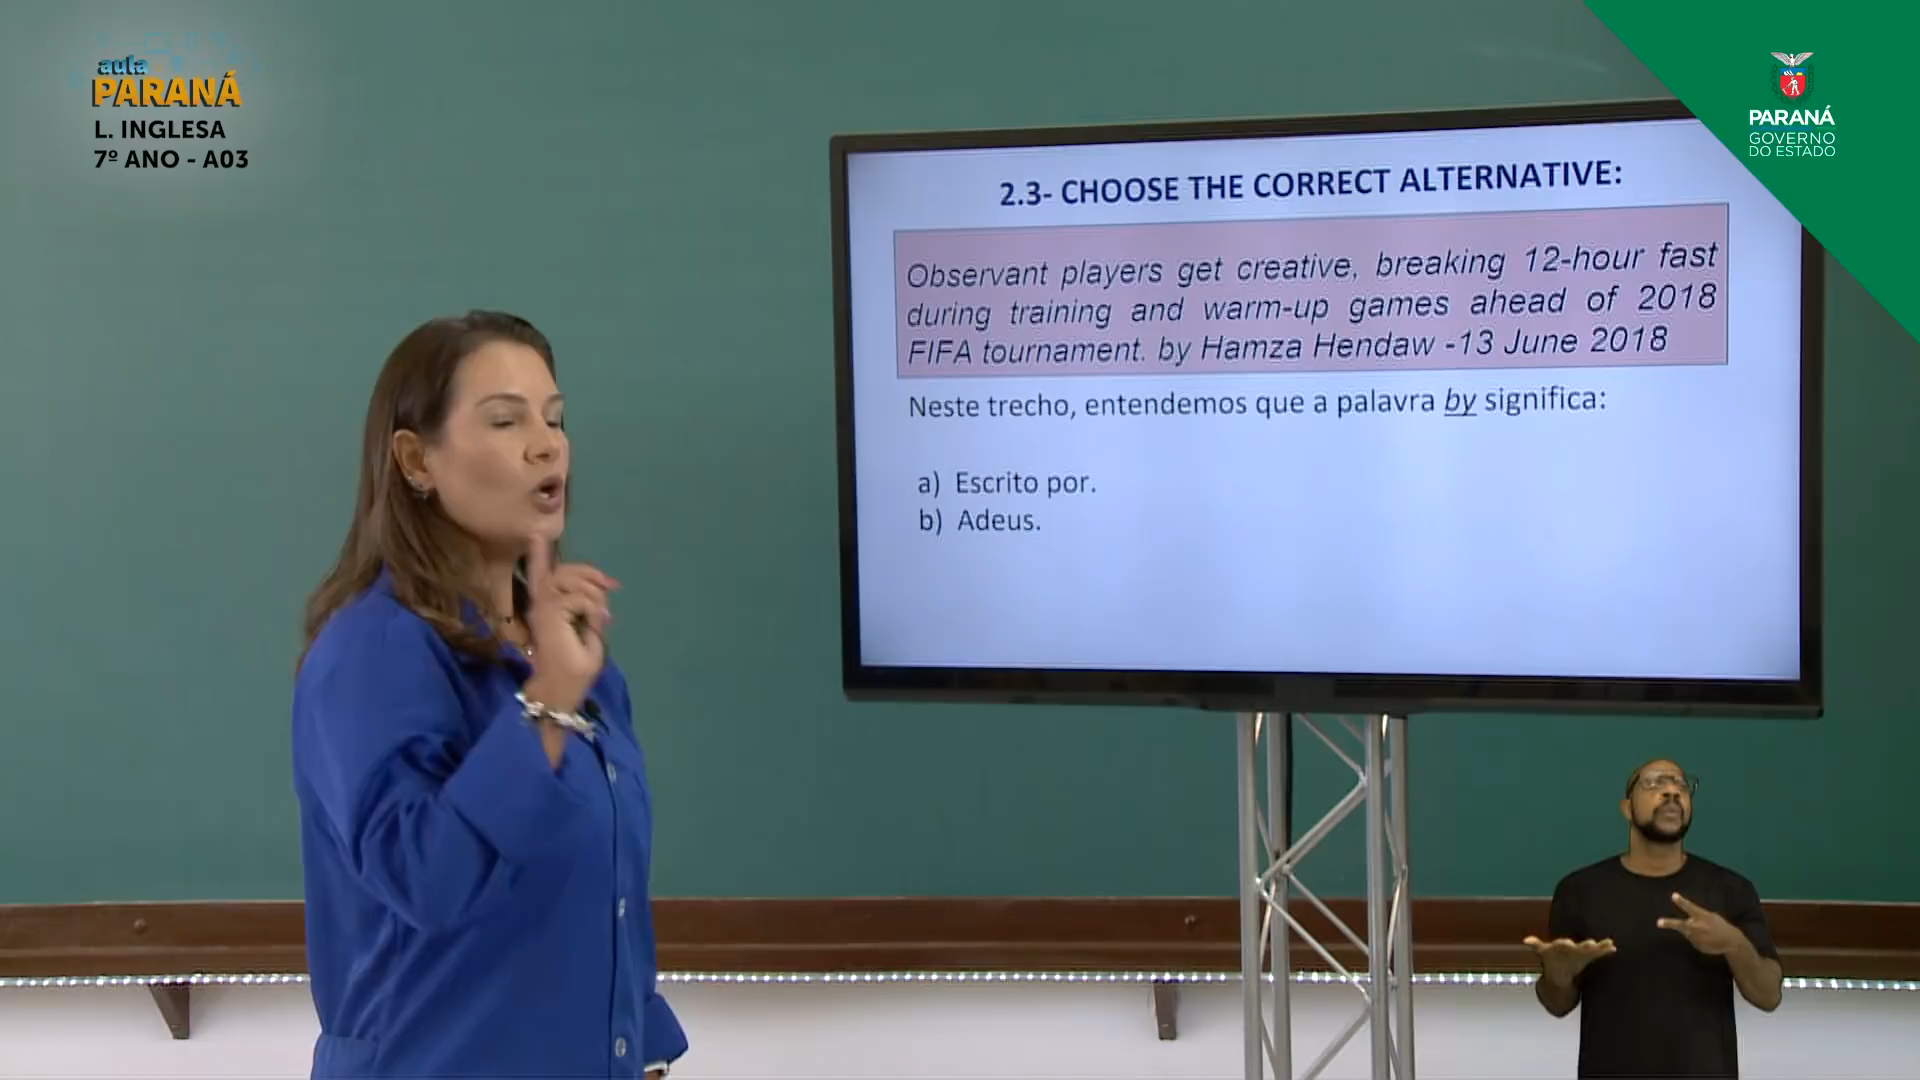 aula
PARANÁ
L. INGLESA
7º ANO - A03
PARANÁ
GOVERNO
DO ESTADO
2.3- CHOOSE THE CORRECT ALTERNATIVE:
Observant players get creative, breaking 12-hour fast
during training and warm-up games ahead of 2018
FIFA tournament. by Hamza Hendaw -13 June 2018
Neste trecho, entendemos que a palavra by significa:
a) Escrito por.
b) Adeus.